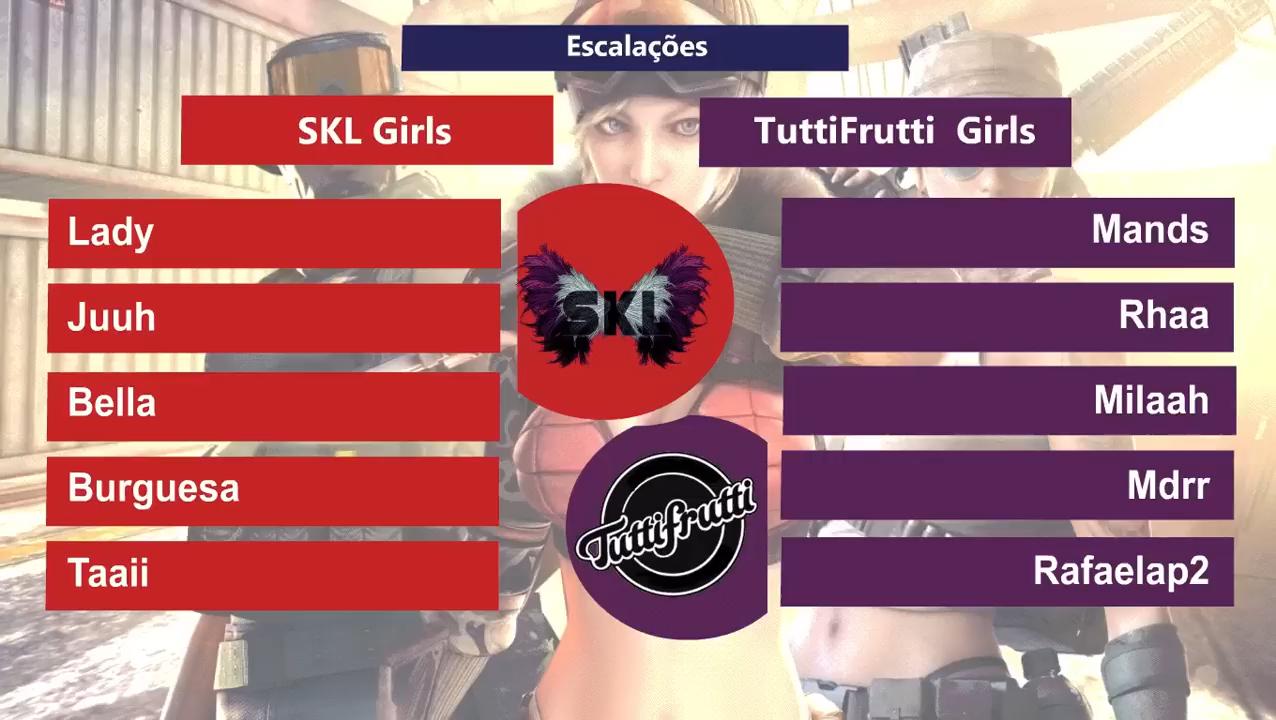 Escalações
SKL Girls
TuttiFrutti Girls
Lady
Juuh
Bella
Burguesa
Taaii
SKL
Tuttifrutti
Mands
Rhaa
Milaah
Mdrr
Rafaelap2